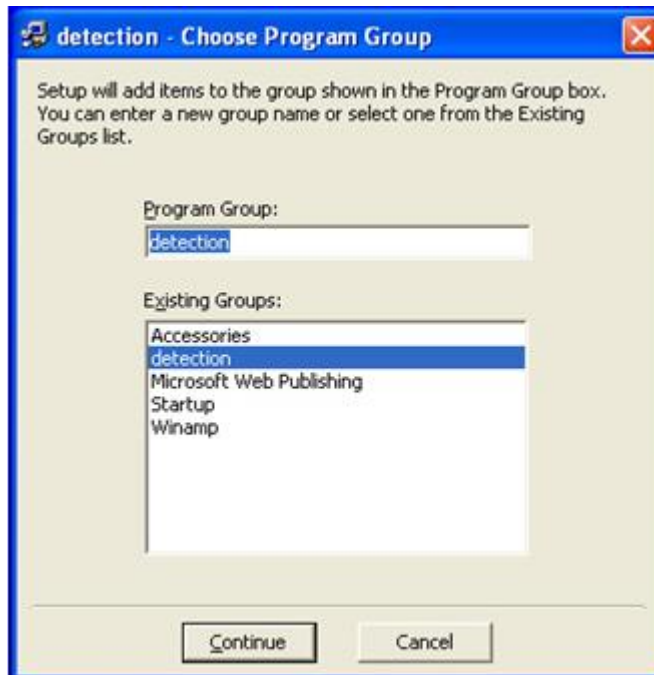 detection - Choose Program Group
Setup will add items to the group shown in the Program Group box.
You can enter a new group name or select one from the Existing
Groups list.
Program Group:
detection
Existing Groups:
Accessories
detection
Microsoft Web Publishing
Startup
Winamp
Continue Cancel